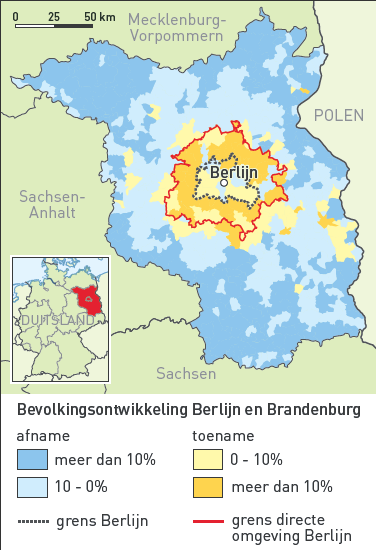 0 25 50 km
Mecklenburg-
Vorpommern
POLEN
Berlijn
Sachsen-
Anhalt
DUITSLAND
Sachsen
Bevolkingsontwikkeling Berlijn en Brandenburg
afname toename
meer dan 10% 0 - 10%
10 - 0% meer dan 10%
grens Berlijn grens directe
omgeving Berlijn